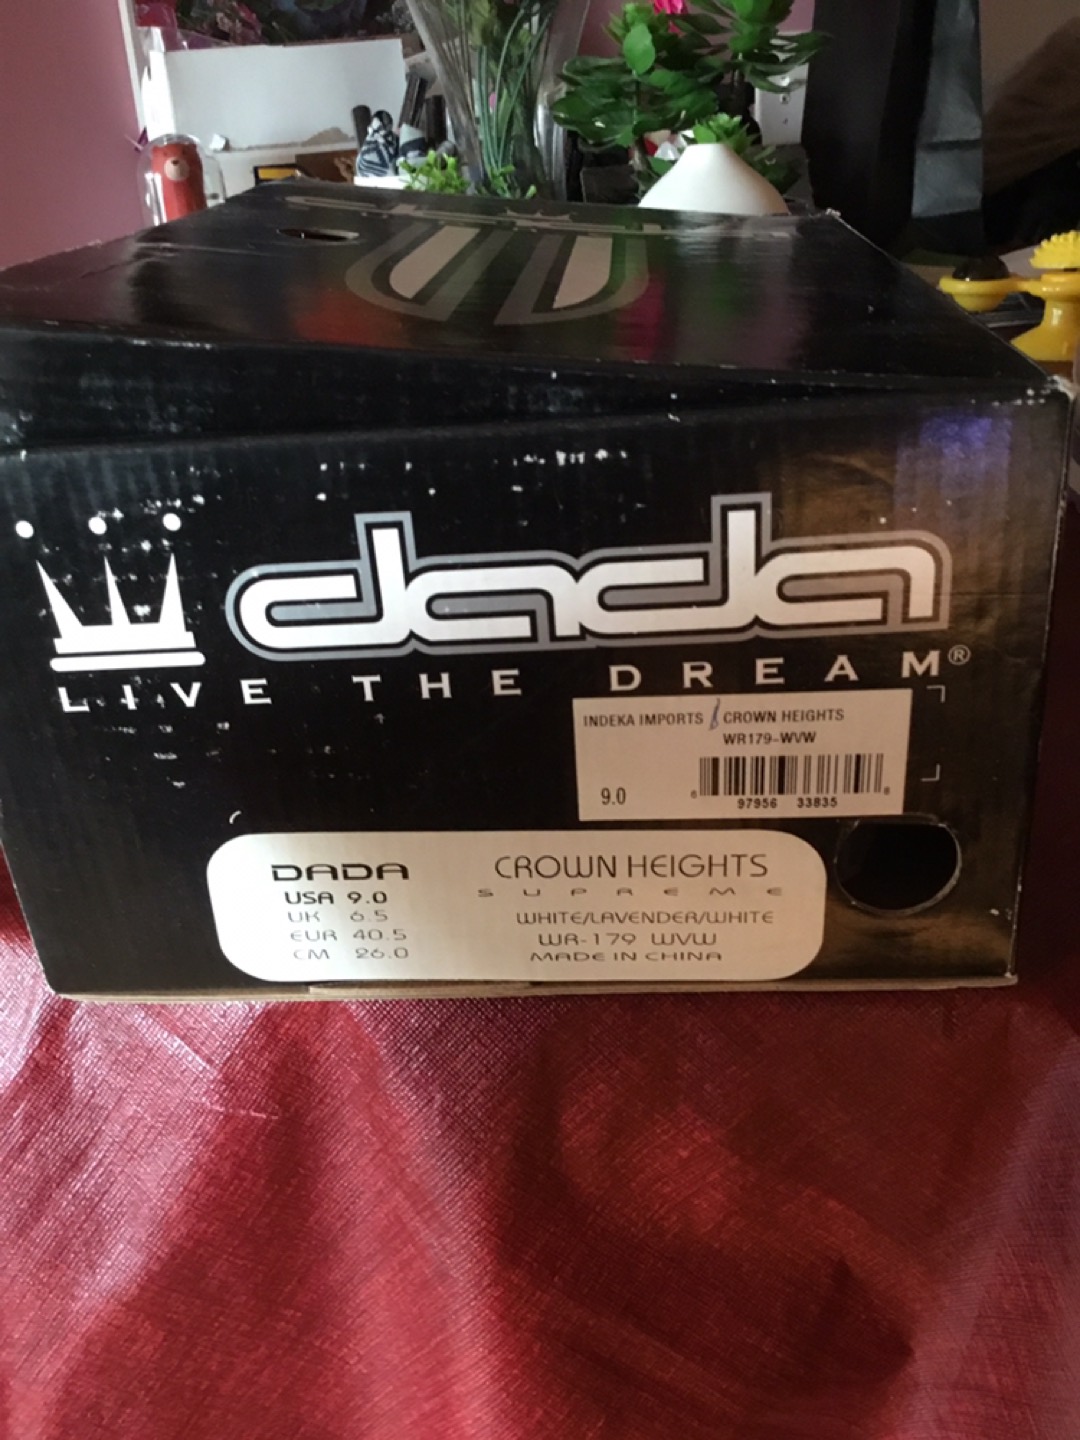 dada
LIVE THE DREAM®
INDEKA IMPORTS CROWN HEIGHTS
WR179-WVW
9.0
6 97956 33835 8
DADA CROWN HEIGHTS
SUPREME
USA 9.0
UK 6.5 WHITE/LAVENDER/WHITE
EUR 40.5 WR-179 WVW
CM 26.0 MADE IN CHINA